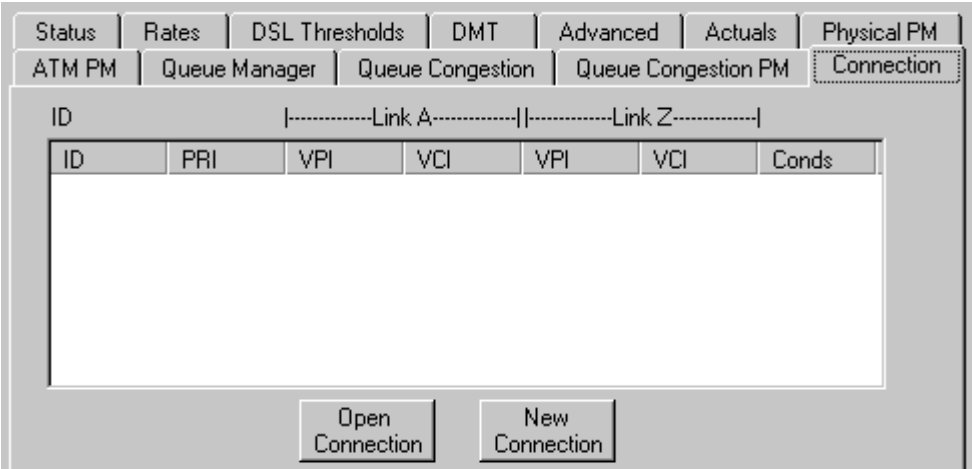 Status Rates DSL Thresholds DMT Advanced Actuals Physical PM
ATM PM Queue Manager Queue Congestion Queue Congestion PM Connection
ID |-------------Link A-------------||-------------Link Z-------------|
ID PRI VPI VCI VPI VCI Conds
Open Connection
New Connection